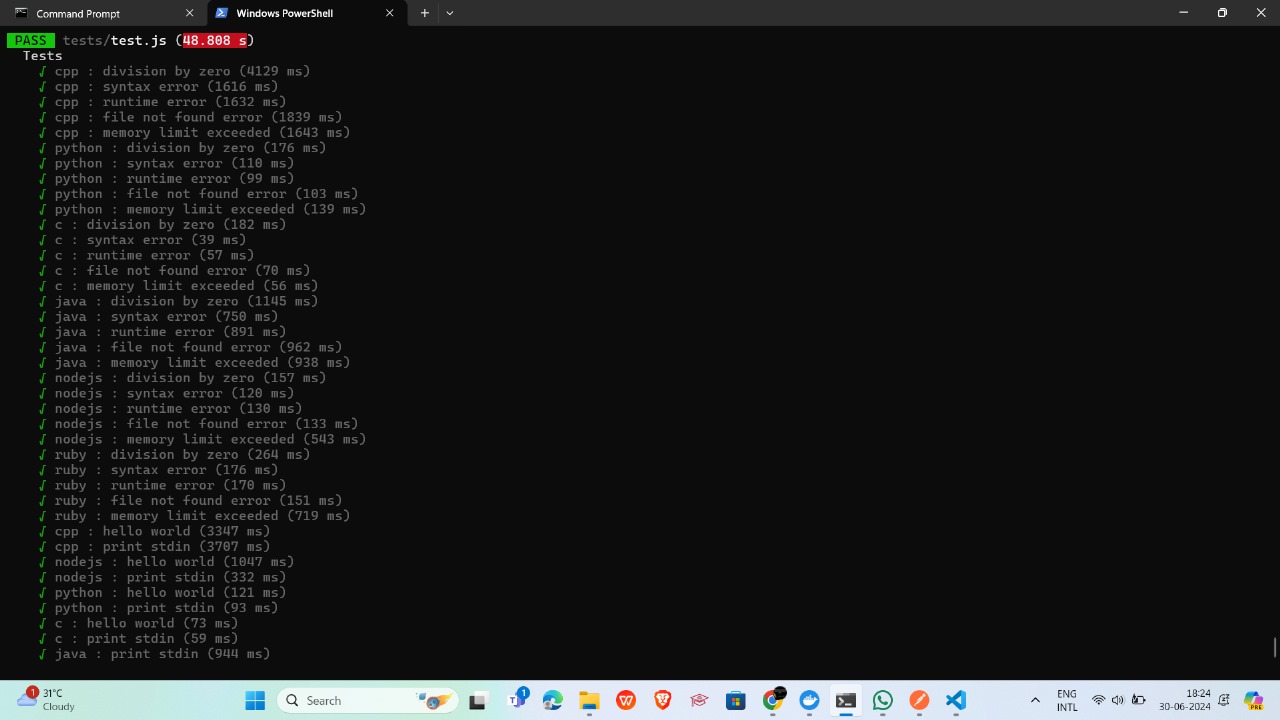 Command Prompt
Windows PowerShell
PASS tests/test.js (48.808 s)
Tests
√ cpp : division by zero (4129 ms)
√ cpp : syntax error (1616 ms)
√ cpp : runtime error (1632 ms)
√ cpp : file not found error (1839 ms)
√ cpp : memory limit exceeded (1643 ms)
√ python : division by zero (176 ms)
√ python : syntax error (110 ms)
√ python : runtime error (99 ms)
√ python : file not found error (103 ms)
√ python : memory limit exceeded (139 ms)
√ c : division by zero (182 ms)
√ c : syntax error (39 ms)
√ c : runtime error (57 ms)
√ c : file not found error (70 ms)
√ c : memory limit exceeded (56 ms)
√ java : division by zero (1145 ms)
√ java : syntax error (750 ms)
√ java : runtime error (891 ms)
√ java : file not found error (962 ms)
√ java : memory limit exceeded (938 ms)
√ nodejs : division by zero (157 ms)
√ nodejs : syntax error (120 ms)
√ nodejs : runtime error (130 ms)
√ nodejs : file not found error (133 ms)
√ nodejs : memory limit exceeded (543 ms)
√ ruby : division by zero (264 ms)
√ ruby : syntax error (176 ms)
√ ruby : runtime error (170 ms)
√ ruby : file not found error (151 ms)
√ ruby : memory limit exceeded (719 ms)
√ cpp : hello world (3347 ms)
√ cpp : print stdin (3707 ms)
√ nodejs : hello world (1047 ms)
√ nodejs : print stdin (332 ms)
√ python : hello world (121 ms)
√ python : print stdin (93 ms)
√ c : hello world (73 ms)
√ c : print stdin (59 ms)
√ java : print stdin (944 ms)
1
31°C
Cloudy
Search
1
ENG
INTL
18:24
30-06-2024
PRE